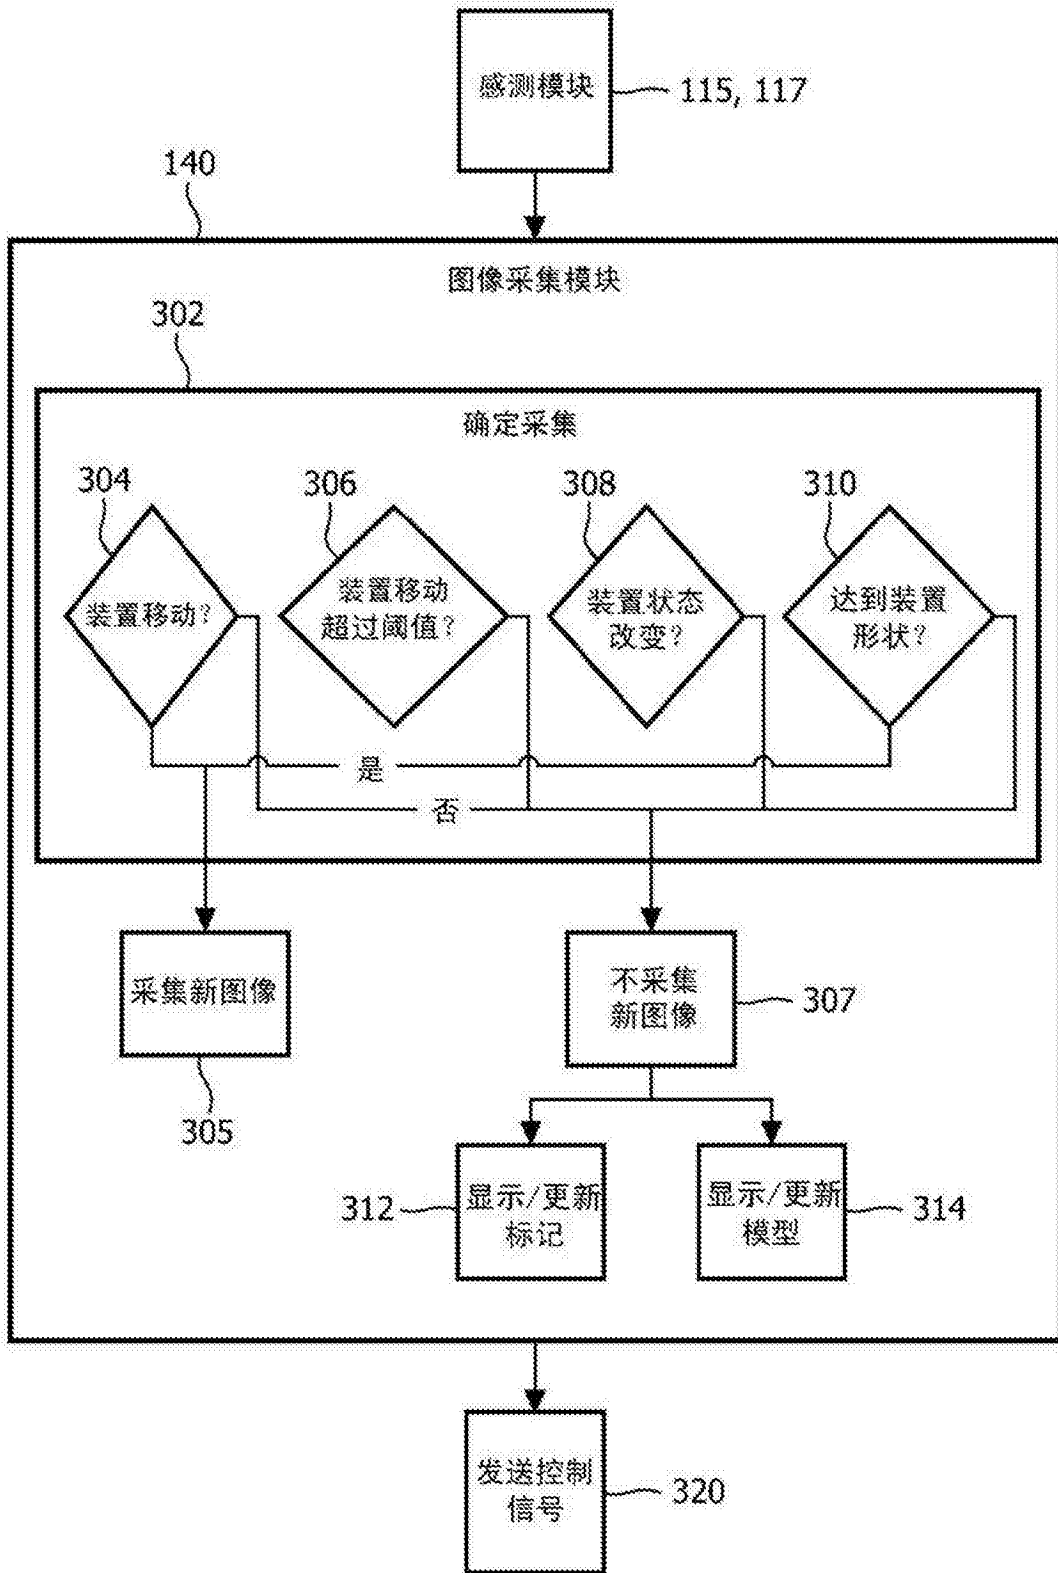 感测模块
115, 117
140
图像采集模块
302
确定采集
304
306
308
310
装置移动?
装置移动
超过阈值?
装置状态
改变?
达到装置
形状?
是
否
采集新图像
不采集
新图像
307
305
312
显示/更新
标记
显示/更新
模型
314
发送控制
信号
320